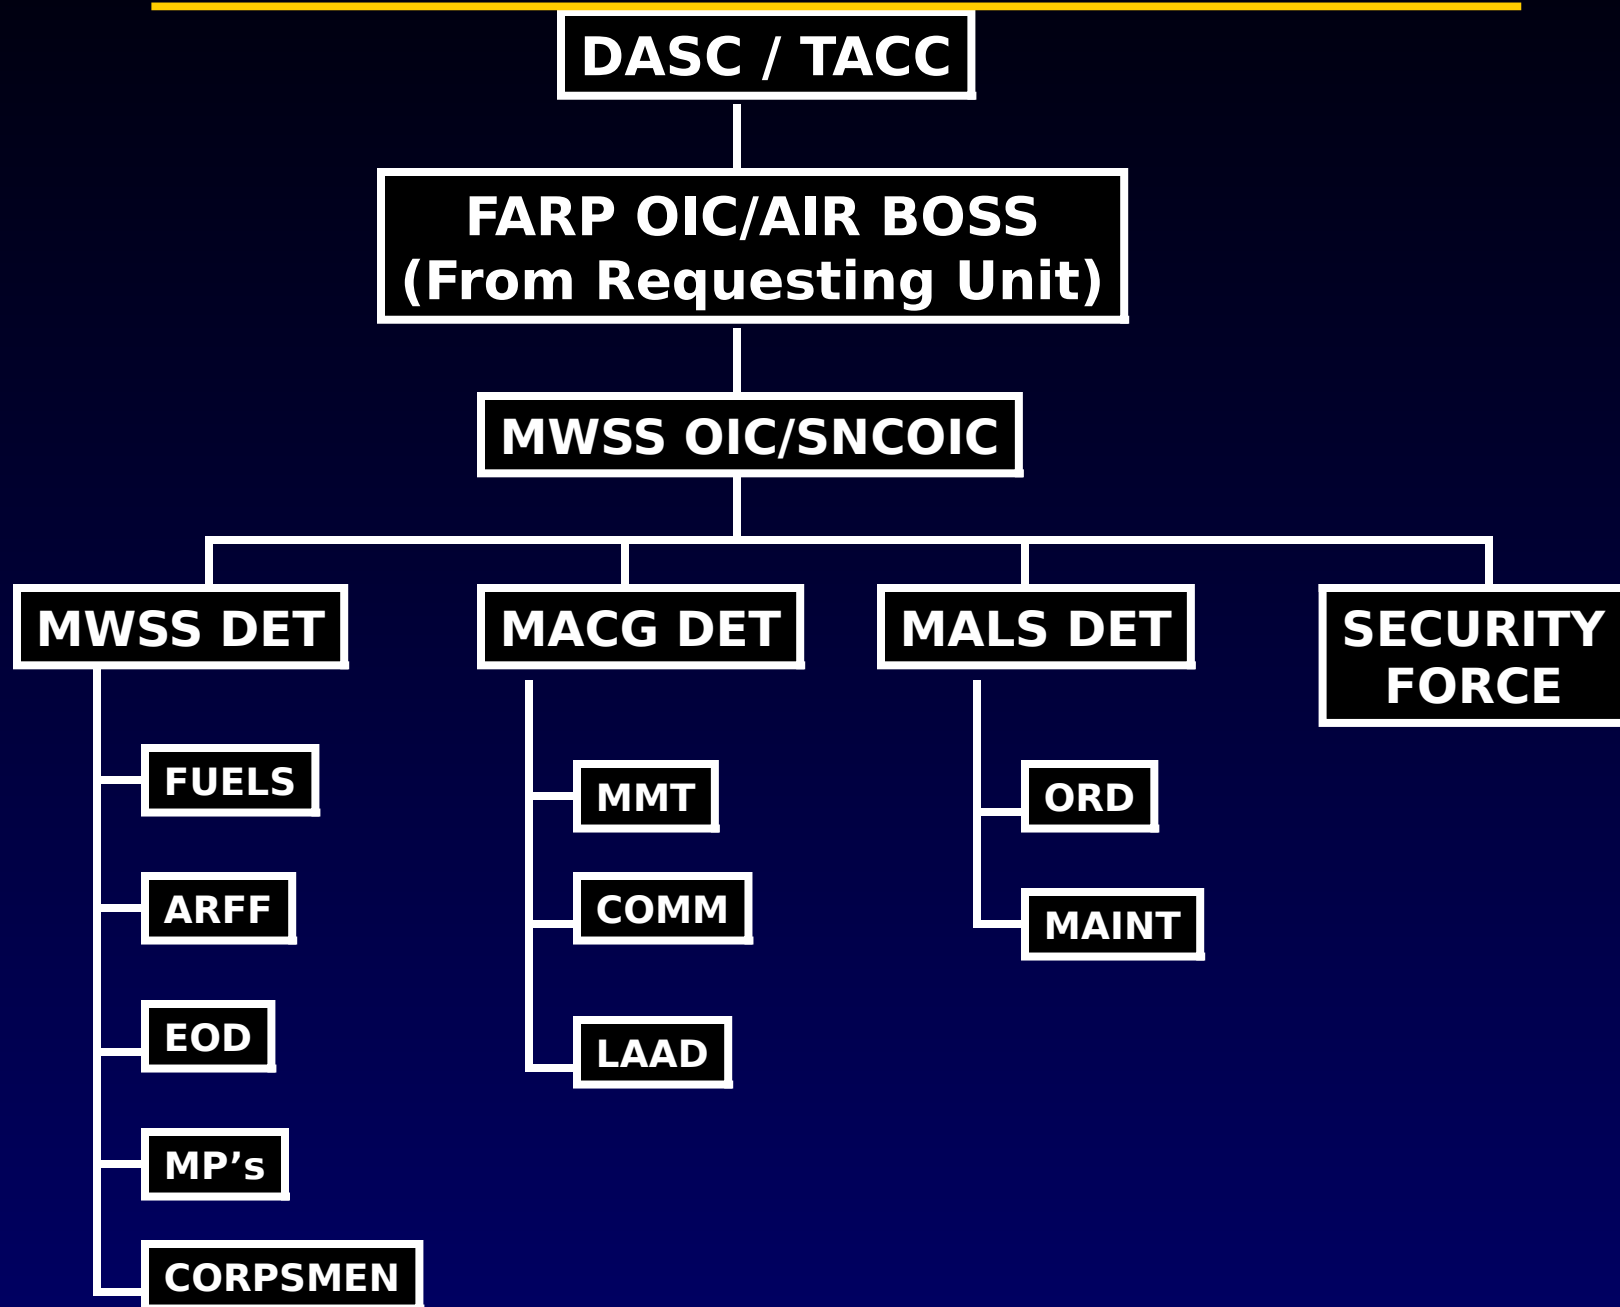 DASC / TACC
FARP OIC/AIR BOSS
(From Requesting Unit)
MWSS OIC/SNCOIC
MWSS DET
MACG DET
MALS DET
SECURITY
FORCE
FUELS
ARFF
EOD
MP’s
CORPSMEN
MMT
COMM
LAAD
ORD
MAINT